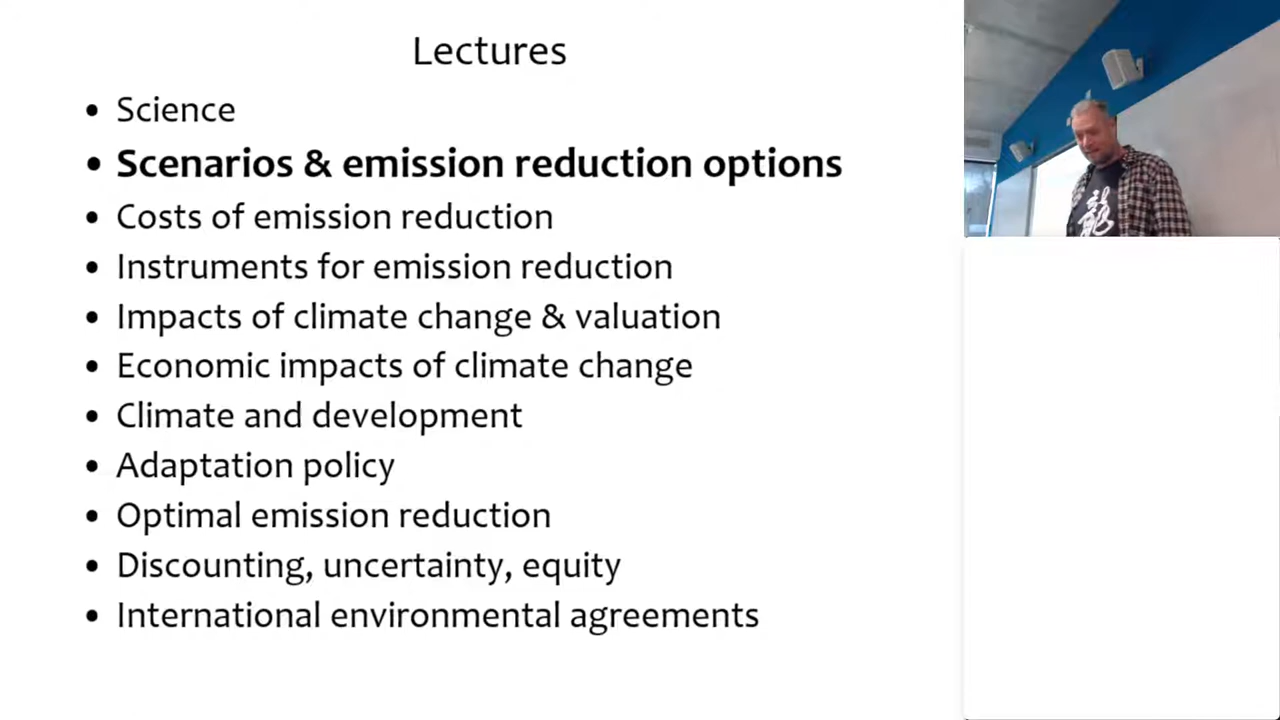 Lectures
• Science
• Scenarios & emission reduction options
• Costs of emission reduction
• Instruments for emission reduction
• Impacts of climate change & valuation
• Economic impacts of climate change
• Climate and development
• Adaptation policy
• Optimal emission reduction
• Discounting, uncertainty, equity
• International environmental agreements